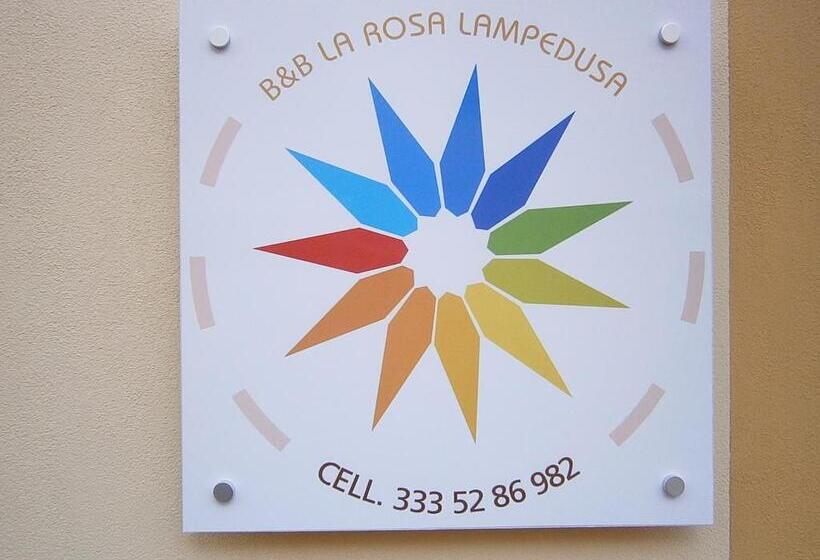 B&B LA ROSA LAMPEDUSA
CELL. 333 52 86 982